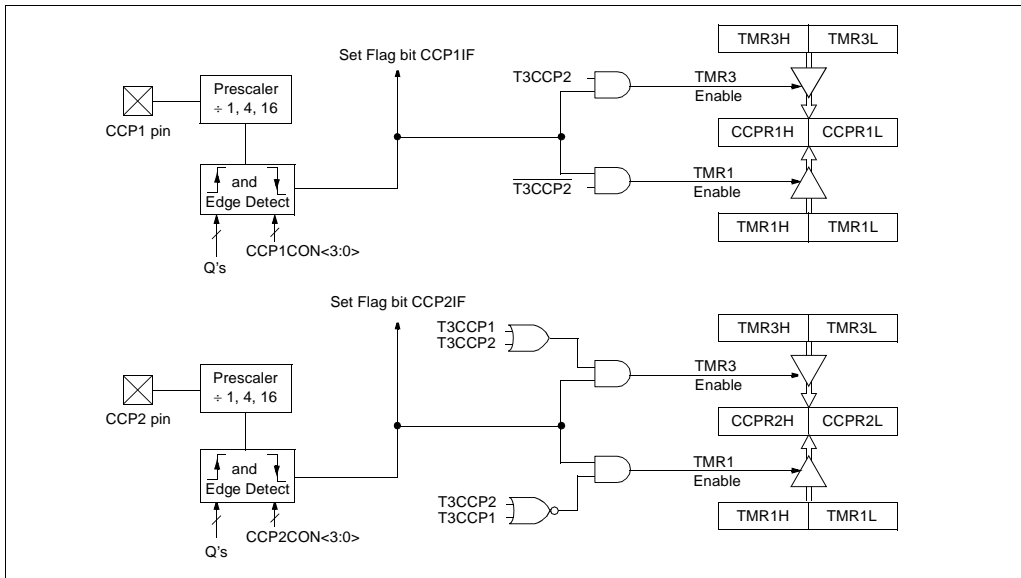 TMR3H TMR3L
Set Flag bit CCP1IF
Prescaler
÷ 1, 4, 16
T3CCP2
TMR3
Enable
CCP1 pin
CCPR1H CCPR1L
and
Edge Detect
T3CCP2
TMR1
Enable
CCP1CON<3:0>
Q's
TMR1H TMR1L
Set Flag bit CCP2IF
TMR3H TMR3L
T3CCP1
T3CCP2
Prescaler
÷ 1, 4, 16
TMR3
Enable
CCP2 pin
CCPR2H CCPR2L
and
Edge Detect
TMR1
Enable
T3CCP2
T3CCP1
CCP2CON<3:0>
Q's
TMR1H TMR1L